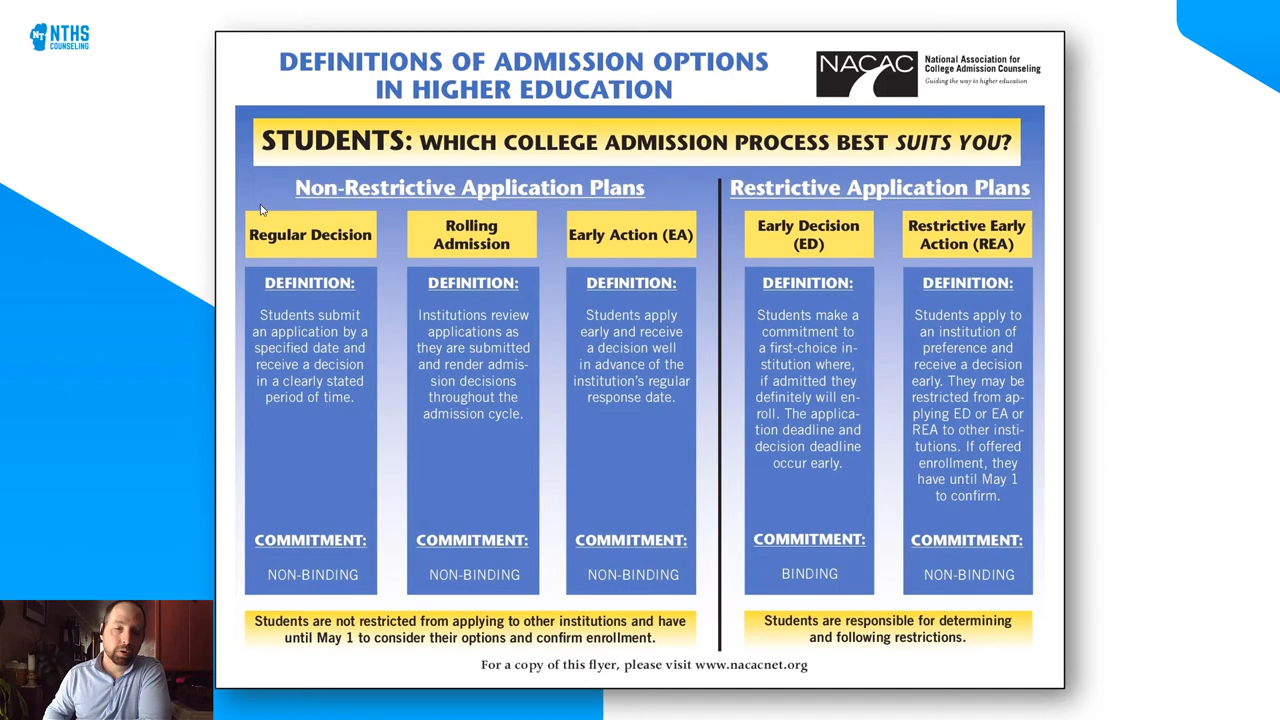 NTHS
COUNSELING
NT
DEFINITIONS OF ADMISSION OPTIONS
IN HIGHER EDUCATION
NACAC
National Association for
College Admission Counseling
Guiding the way to higher education
STUDENTS: WHICH COLLEGE ADMISSION PROCESS BEST SUITS YOU?
Non-Restrictive Application Plans
Regular Decision
DEFINITION:
Students submit
an application by a
specified date and
receive a decision
in a clearly stated
period of time.
COMMITMENT:
NON-BINDING
Rolling
Admission
DEFINITION:
Institutions review
applications as
they are submitted
and render admis-
sion decisions
throughout the
admission cycle.
COMMITMENT:
NON-BINDING
Early Action (EA)
DEFINITION:
Students apply
early and receive
a decision well
in advance of the
institution's regular
response date.
COMMITMENT:
NON-BINDING
Students are not restricted from applying to other institutions and have
until May 1 to consider their options and confirm enrollment.
Restrictive Application Plans
Early Decision
(ED)
DEFINITION:
Students make a
commitment to
a first-choice in-
stitution where,
if admitted they
definitely will en-
roll. The applica-
tion deadline and
decision deadline
occur early.
COMMITMENT:
BINDING
Restrictive Early
Action (REA)
DEFINITION:
Students apply to
an institution of
preference and
receive a decision
early. They may be
restricted from ap-
plying ED or EA or
REA to other insti-
tutions. If offered
enrollment, they
have until May 1
to confirm.
COMMITMENT:
NON-BINDING
Students are responsible for determining
and following restrictions.
For a copy of this flyer, please visit www.nacacnet.org